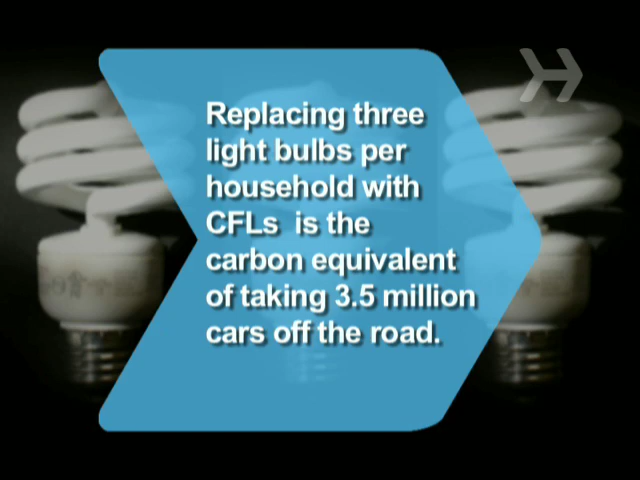 Replacing three
light bulbs per
household with
CFLs is the
carbon equivalent
of taking 3.5 million
cars off the road.